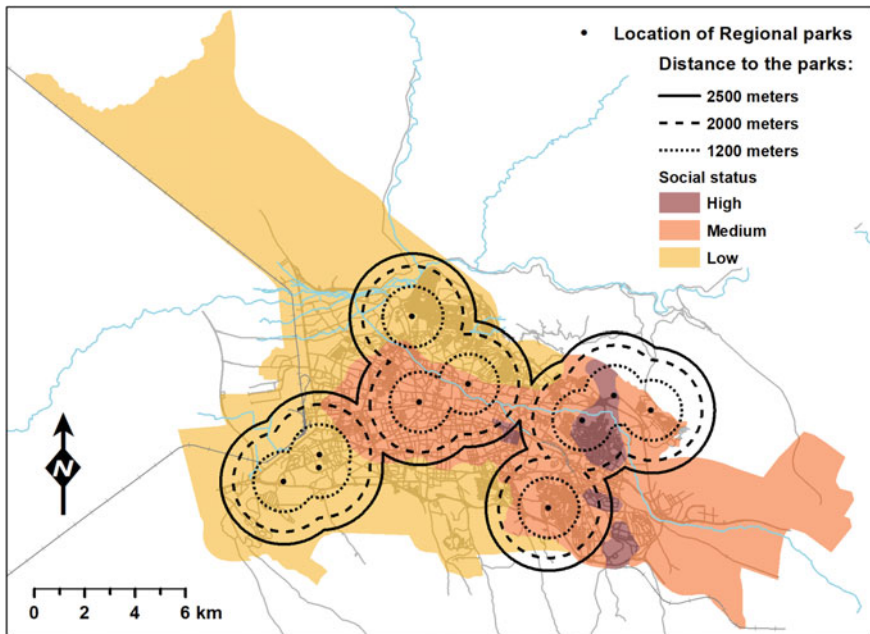 Location of Regional parks
Distance to the parks:
2500 meters
2000 meters
1200 meters
Social status
High
Medium
Low
N
0 2 4 6 km